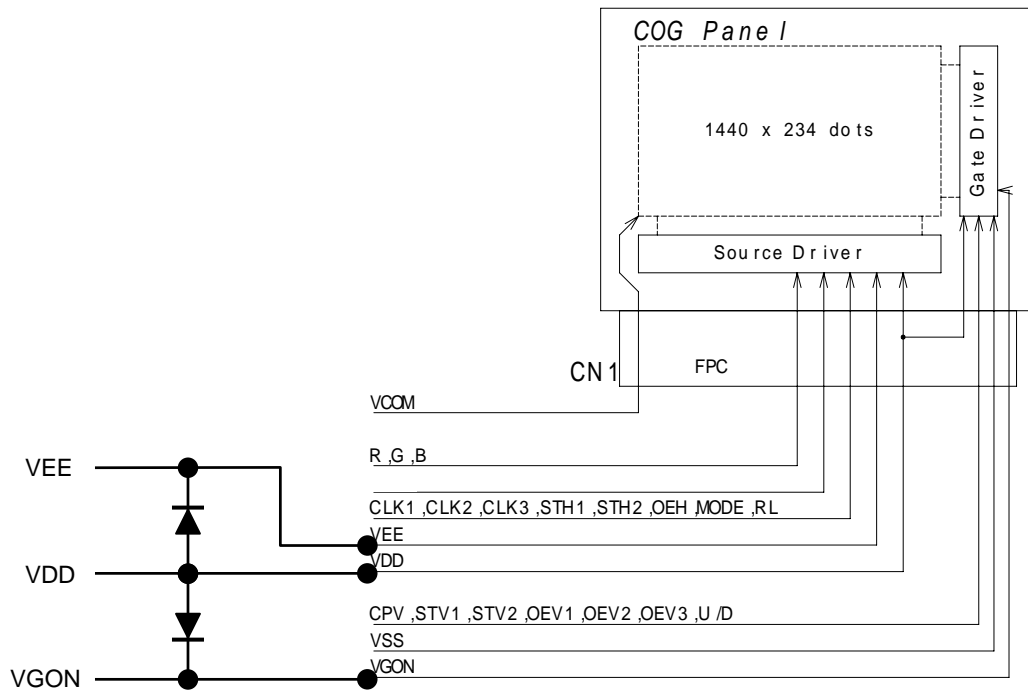 COG Panel
1440 x 234 dots
Gate Driver
Source Driver
CN1
FPC
VCOM
R ,G ,B
VEE
CLK1 ,CLK2 ,CLK3 ,STH1 ,STH2 ,OEH ,MODE ,RL
VEE
VDD
VDD
CPV ,STV1 ,STV2 ,OEV1 ,OEV2 ,OEV3 ,U /D
VSS
VGON
VGON